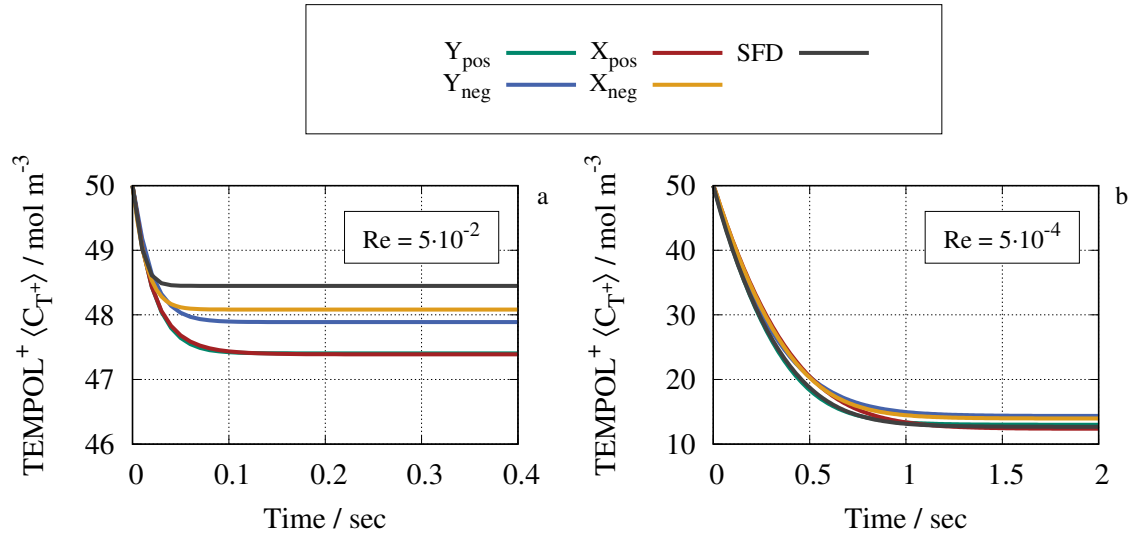 Y_pos X_pos SFD
Y_neg X_neg
TEMPOL⁺ ⟨C_T⁺⟩ / mol m⁻³
50
49
48
47
46
a
Re = 5·10⁻²
0 0.1 0.2 0.3 0.4
Time / sec
TEMPOL⁺ ⟨C_T⁺⟩ / mol m⁻³
50
40
30
20
10
b
Re = 5·10⁻⁴
0 0.5 1 1.5 2
Time / sec